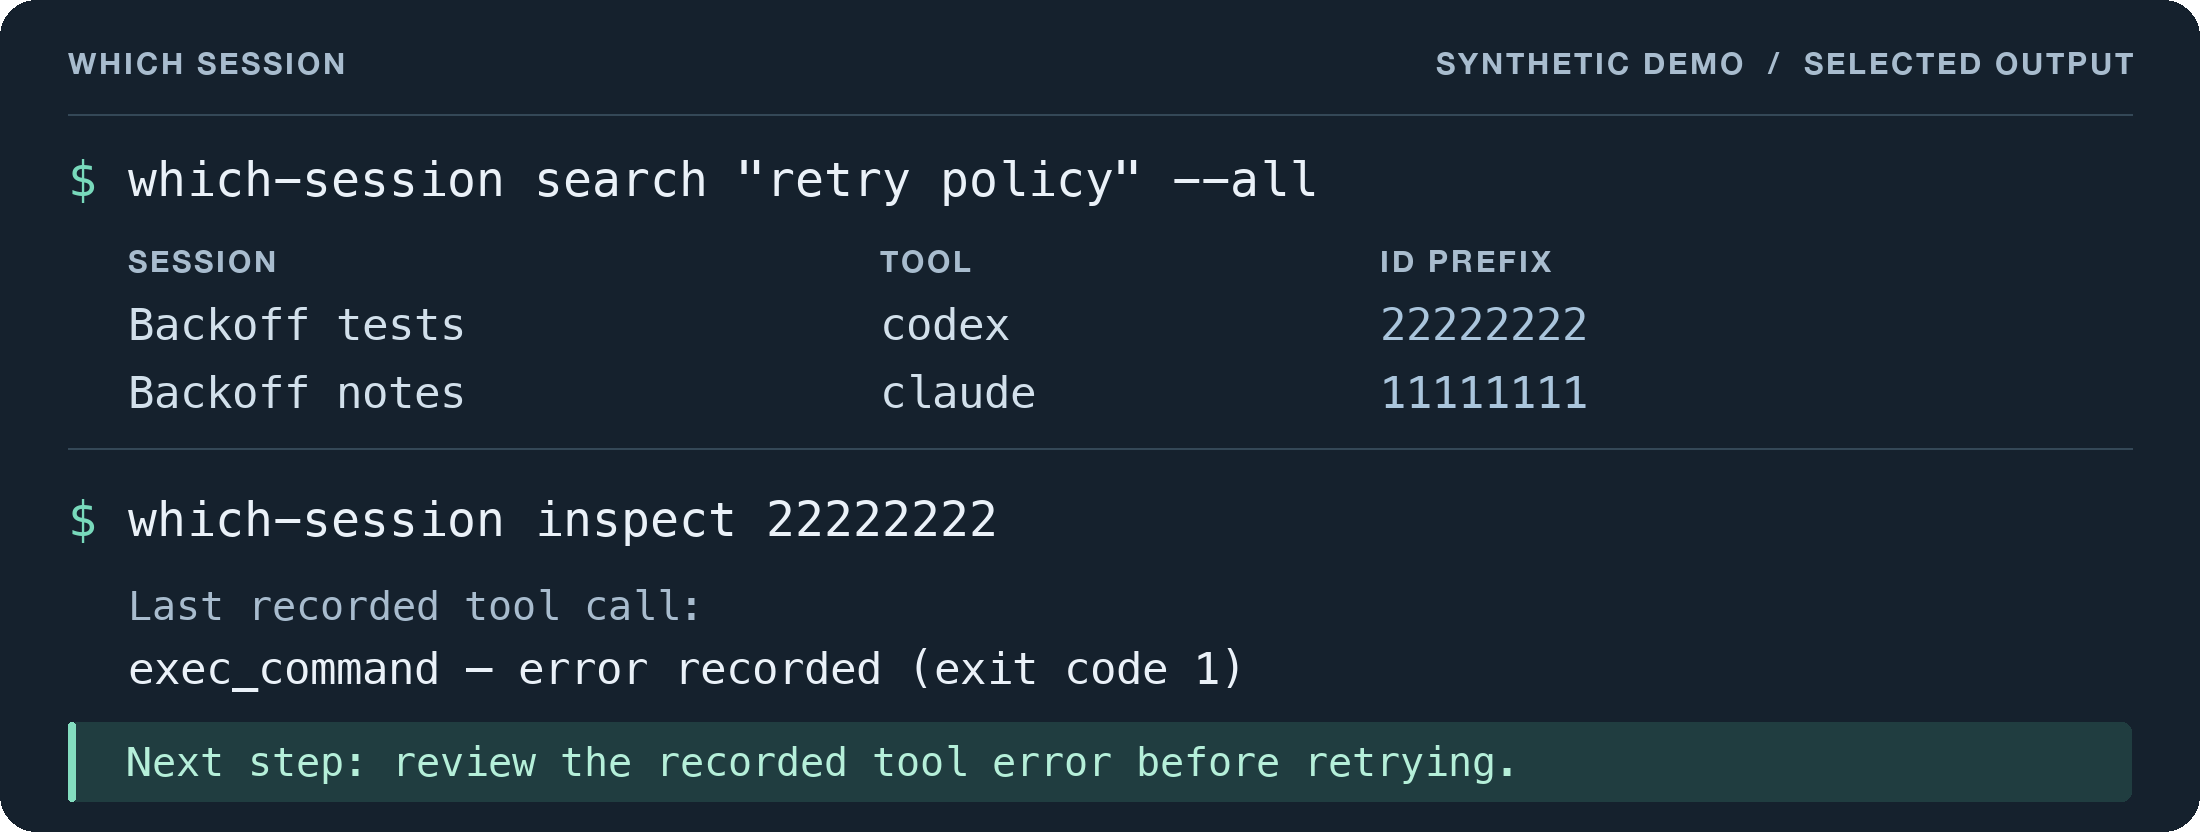 WHICH SESSION SYNTHETIC DEMO / SELECTED OUTPUT
$ which-session search "retry policy" --all
SESSION TOOL ID PREFIX
Backoff tests codex 22222222
Backoff notes claude 11111111
$ which-session inspect 22222222
Last recorded tool call:
exec_command — error recorded (exit code 1)
Next step: review the recorded tool error before retrying.